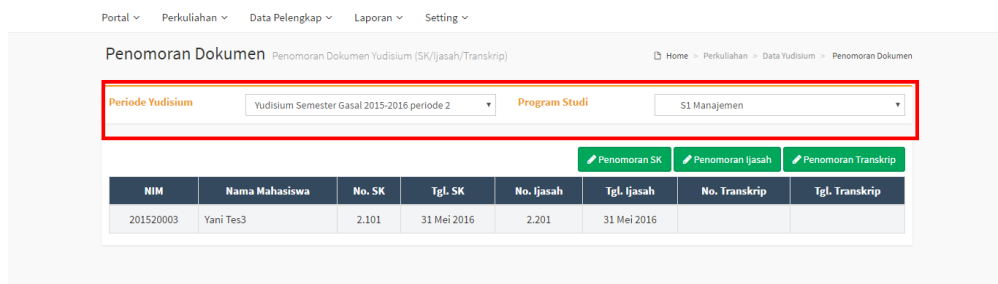 Portal Perkuliahan Data Pelengkap Laporan Setting
Penomoran Dokumen Penomoran Dokumen Yudisium (SK/Ijasah/Transkrip) Home > Perkuliahan > Data Yudisium > Penomoran Dokumen
Periode Yudisium Yudisium Semester Gasal 2015-2016 periode 2 Program Studi S1 Manajemen
Penomoran SK Penomoran Ijasah Penomoran Transkrip
NIM Nama Mahasiswa No. SK Tgl. SK No. Ijasah Tgl. Ijasah No. Transkrip Tgl. Transkrip
201520003 Yani Tes3 2.101 31 Mei 2016 2.201 31 Mei 2016